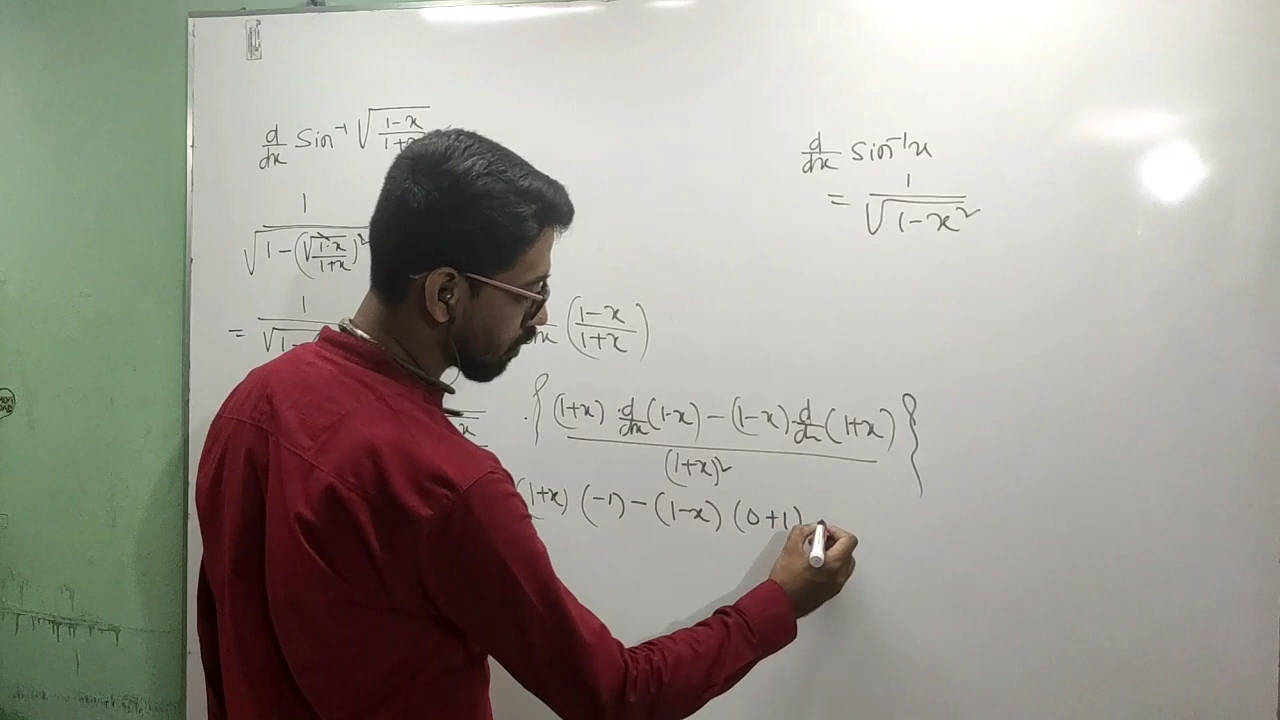 d/dx Sin⁻¹ √(1-x/1+x
1/√(1-(√(1-x/1+x))²
= 1/√1-
dx (1-x/1+x)
x · { (1+x) · d/dx (1-x) - (1-x) · d/dx (1+x) / (1+x)² }
(1+x) (-1) - (1-x) (0+1)
d/dx Sin⁻¹x
= 1/√(1-x²)